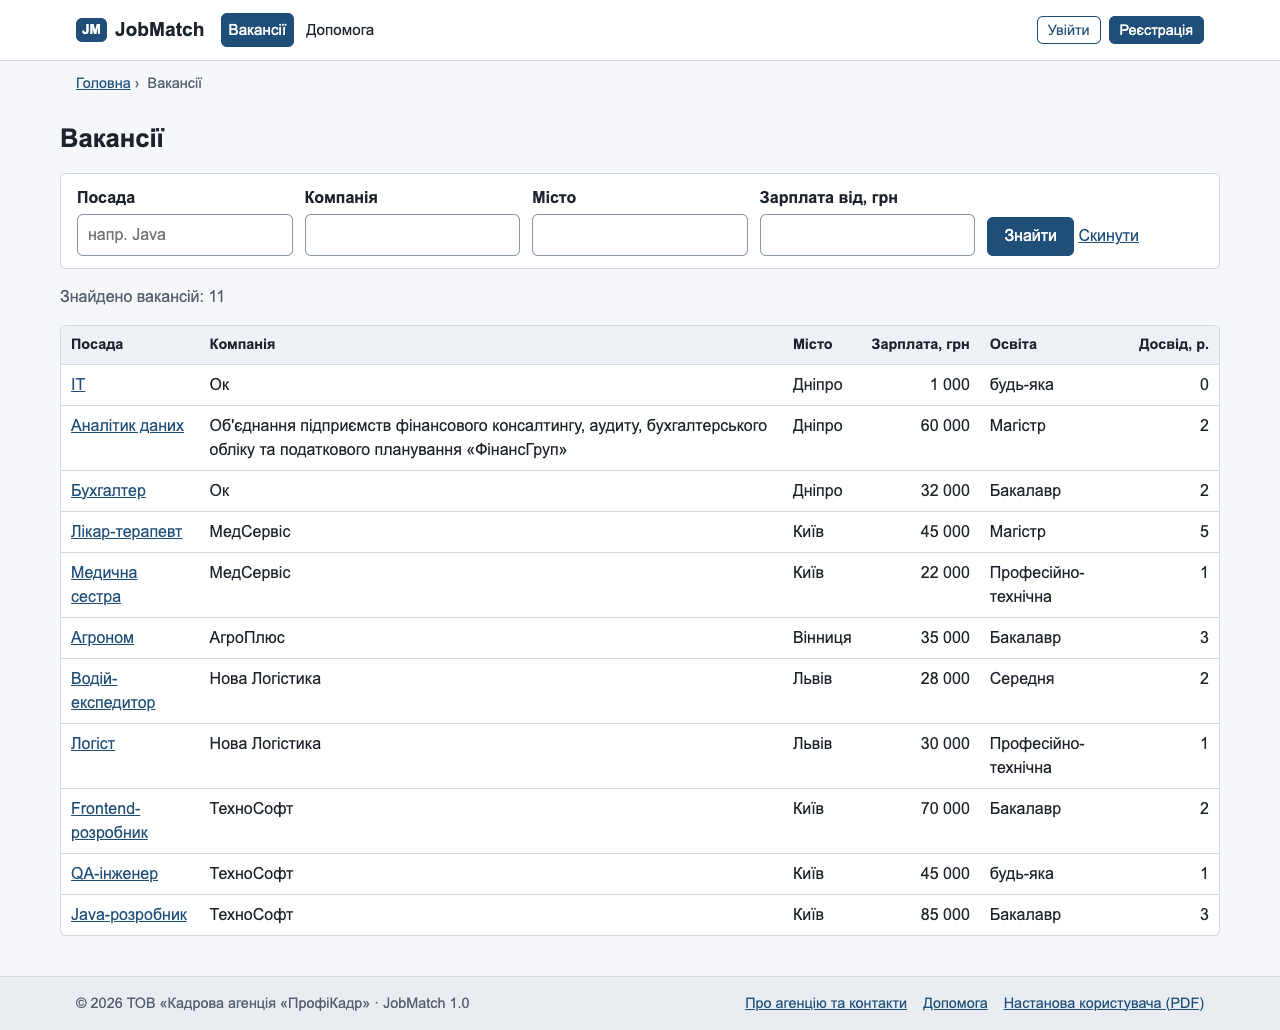 JM JobMatch Вакансії Допомога Увійти Реєстрація
Головна › Вакансії
Вакансії
Посада Компанія Місто Зарплата від, грн
напр. Java Знайти Скинути
Знайдено вакансій: 11
Посада Компанія Місто Зарплата, грн Освіта Досвід, р.
ІТ Ок Дніпро 1 000 будь-яка 0
Аналітик даних Об'єднання підприємств фінансового консалтингу, аудиту, бухгалтерського Дніпро 60 000 Магістр 2
обліку та податкового планування «ФінансГруп»
Бухгалтер Ок Дніпро 32 000 Бакалавр 2
Лікар-терапевт МедСервіс Київ 45 000 Магістр 5
Медична МедСервіс Київ 22 000 Професійно- 1
сестра технічна
Агроном АгроПлюс Вінниця 35 000 Бакалавр 3
Водій- Нова Логістика Львів 28 000 Середня 2
експедитор
Логіст Нова Логістика Львів 30 000 Професійно- 1
технічна
Frontend- ТехноСофт Київ 70 000 Бакалавр 2
розробник
QA-інженер ТехноСофт Київ 45 000 будь-яка 1
Java-розробник ТехноСофт Київ 85 000 Бакалавр 3
© 2026 ТОВ «Кадрова агенція «ПрофіКадр» · JobMatch 1.0 Про агенцію та контакти Допомога Настанова користувача (PDF)